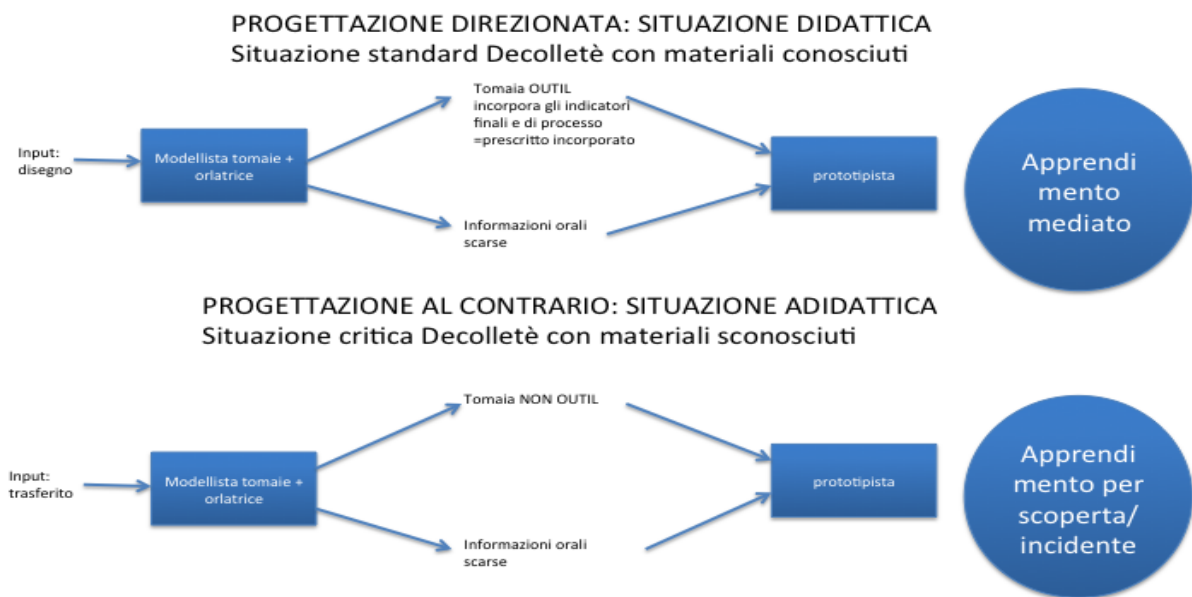 PROGETTAZIONE DIREZIONATA: SITUAZIONE DIDATTICA
Situazione standard Decolletè con materiali conosciuti
Input:
disegno
Modellista tomaie +
orlatrice
Tomaia OUTIL
incorpora gli indicatori
finali e di processo
=prescritto incorporato
Informazioni orali
scarse
prototipista
Apprendi
mento
mediato
PROGETTAZIONE AL CONTRARIO: SITUAZIONE ADIDATTICA
Situazione critica Decolletè con materiali sconosciuti
Input:
trasferito
Modellista tomaie +
orlatrice
Tomaia NON OUTIL
Informazioni orali
scarse
prototipista
Apprendi
mento per
scoperta/
incidente